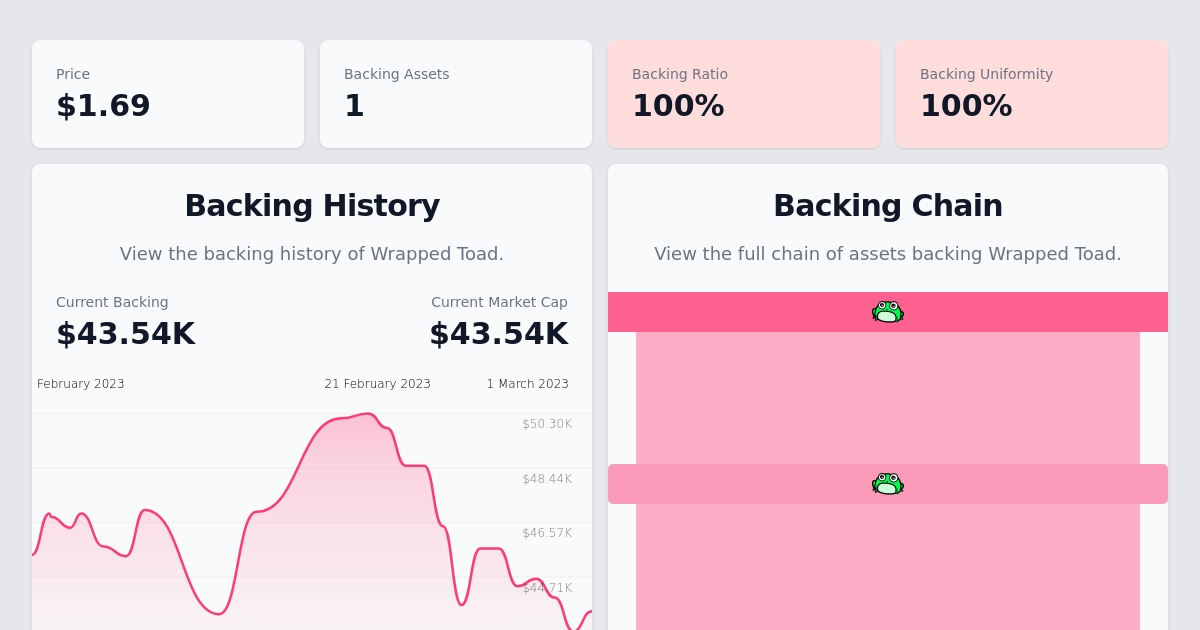 Price
$1.69
Backing Assets
1
Backing Ratio
100%
Backing Uniformity
100%
Backing History
View the backing history of Wrapped Toad.
Current Backing
$43.54K
Current Market Cap
$43.54K
February 2023
21 February 2023
1 March 2023
$50.30K
$48.44K
$46.57K
$44.71K
Backing Chain
View the full chain of assets backing Wrapped Toad.